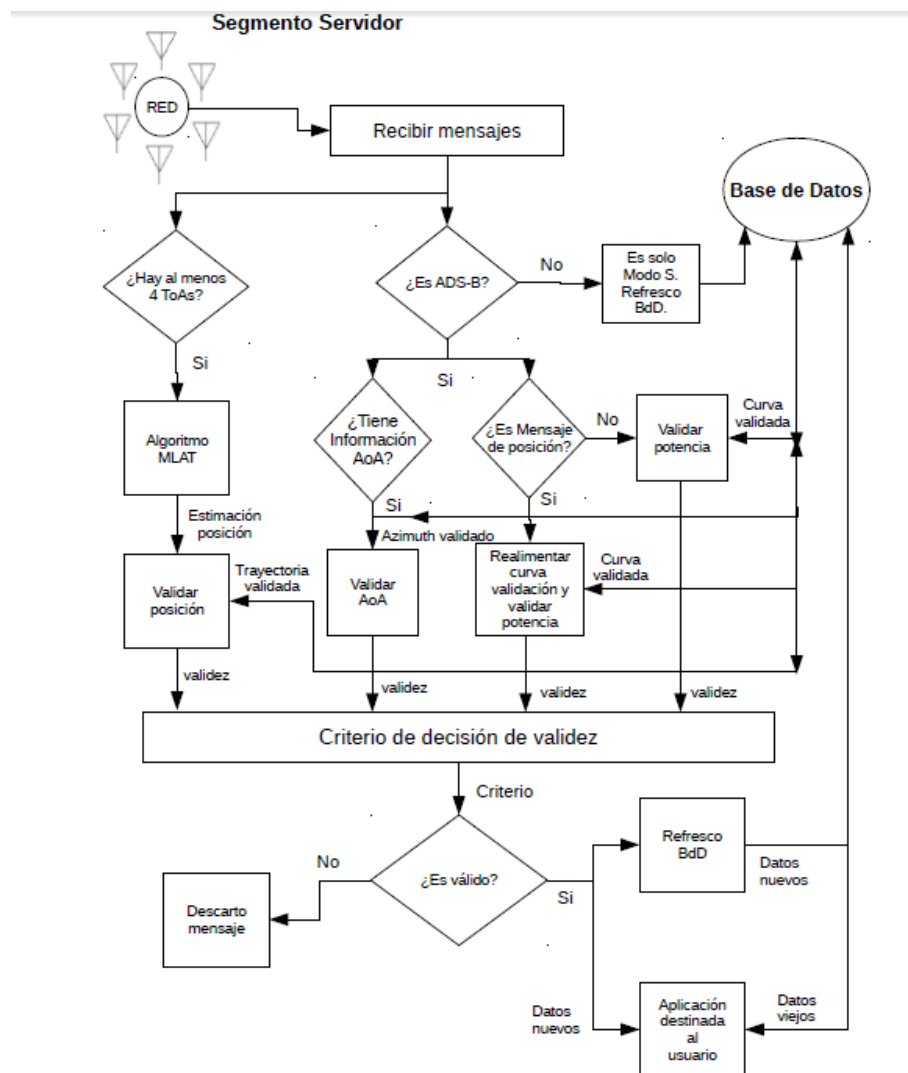 Segmento Servidor
RED
Recibir mensajes
Base de Datos
¿Hay al menos
4 ToAs?
¿Es ADS-B?
No
Es solo
Modo S.
Refresco
BdD.
Si
Si
Algoritmo
MLAT
¿Tiene
Información
AoA?
¿Es Mensaje
de posición?
No
Validar
potencia
Curva
validada
Estimación
posición
Si
Si
Azimuth validado
Validar
posición
Trayectoria
validada
Validar
AoA
Realimentar
curva
validación y
validar
potencia
Curva
validada
validez
validez
validez
validez
Criterio de decisión de validez
Criterio
¿Es válido?
No
Si
Descarto
mensaje
Refresco
BdD
Datos
nuevos
Datos
nuevos
Aplicación
destinada
al
usuario
Datos
viejos